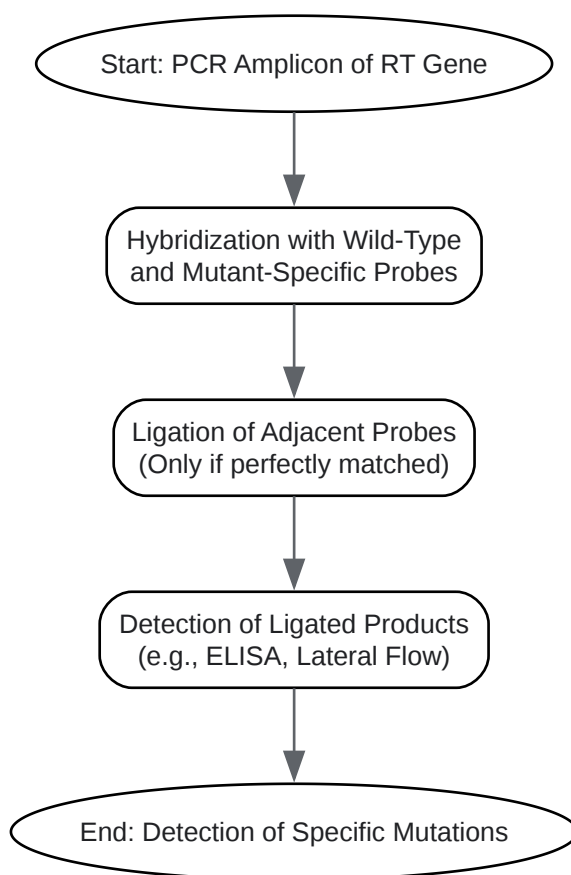 Start: PCR Amplicon of RT Gene
Hybridization with Wild-Type
and Mutant-Specific Probes
Ligation of Adjacent Probes
(Only if perfectly matched)
Detection of Ligated Products
(e.g., ELISA, Lateral Flow)
End: Detection of Specific Mutations